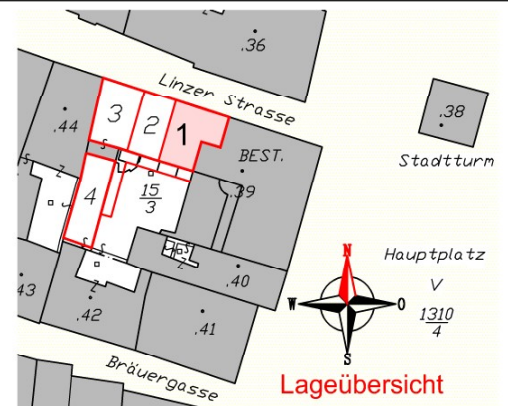 .36
Linzer Strasse
.38
Stadtturm
3
2
1
.44
BEST.
.39
15
3
4
S
Z
S
Z
S
S
Z
Z
.40
.43
.42
.41
Bräuergasse
N
W
O
S
Hauptplatz
V
1310
4
Lageübersicht